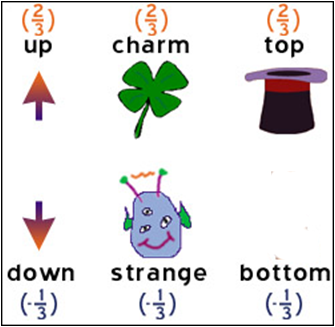 (2/3) (2/3) (2/3)
up charm top
down strange bottom
(-1/3) (-1/3) (-1/3)